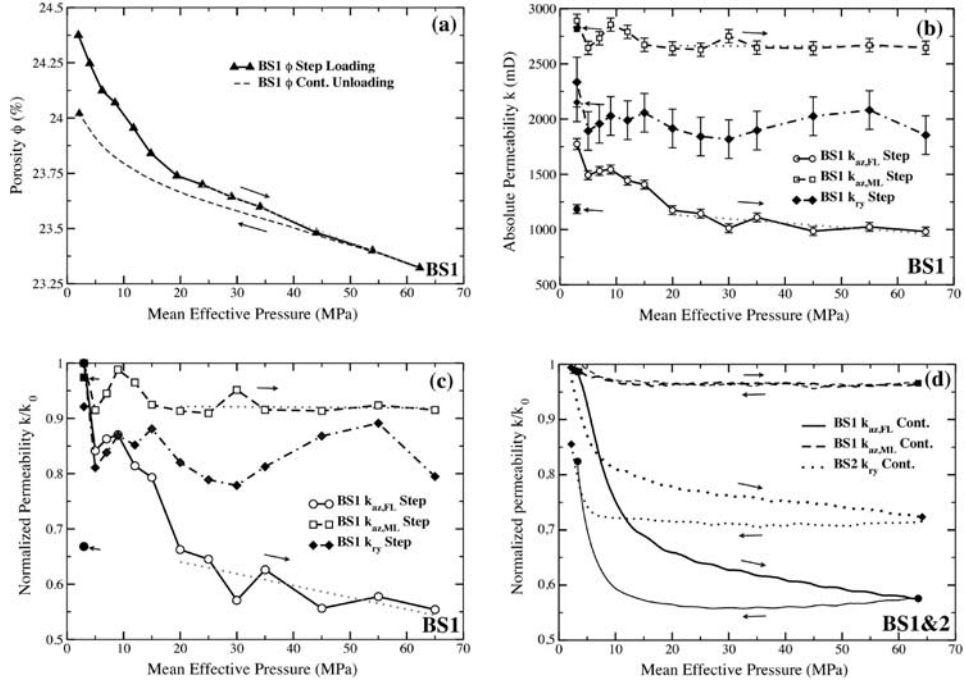 (a)
24.25
24
23.75
23.5
23.25
0 10 20 30 40 50 60 70
Porosity ϕ (%)
Mean Effective Pressure (MPa)
BS1 ϕ Step Loading
BS1 ϕ Cont. Unloading
BS1
(b)
3000
2500
2000
1500
1000
500
0 5 10 15 20 25 30 35 40 45 50 55 60 65 70
Absolute Permeability k (mD)
Mean Effective Pressure (MPa)
BS1 kaz,FL Step
BS1 kaz,ML Step
BS1 kry Step
BS1
(c)
1
0.9
0.8
0.7
0.6
0.5
0 10 20 30 40 50 60 70
Normalized Permeability k/k0
Mean Effective Pressure (MPa)
BS1 kaz,FL Step
BS1 kaz,ML Step
BS1 kry Step
BS1
(d)
1
0.9
0.8
0.7
0.6
0.5
0 10 20 30 40 50 60 70
Normalized permeability k/k0
Mean Effective Pressure (MPa)
BS1 kaz,FL Cont.
BS1 kaz,ML Cont.
BS2 kry Cont.
BS1&2